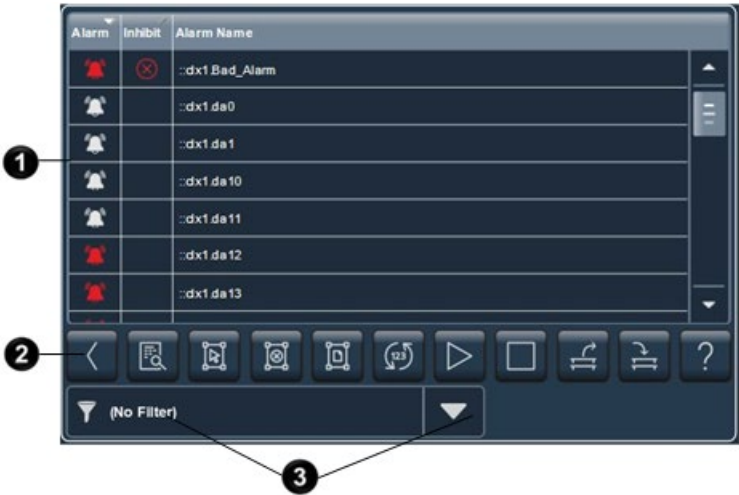 Alarm Inhibit Alarm Name
::dx1.Bad_Alarm
::dx1.da0
::dx1.da1
::dx1.da10
::dx1.da11
::dx1.da12
::dx1.da13
1
2
123
?
(No Filter)
3